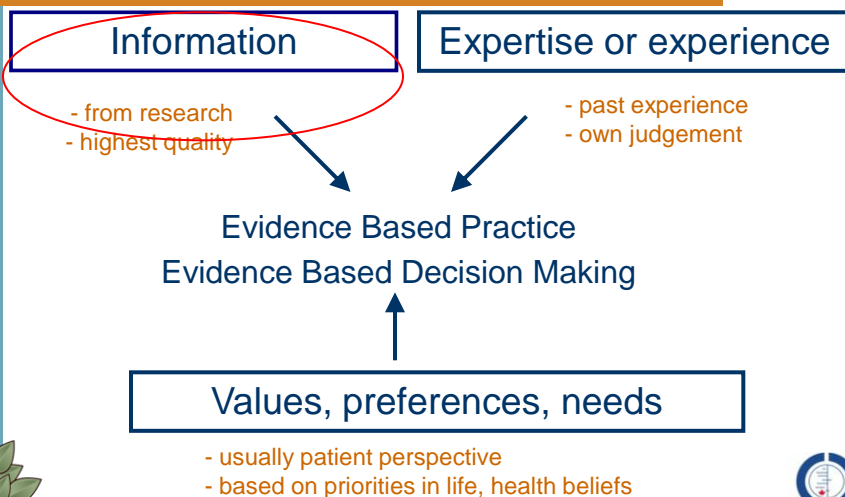 Information
Expertise or experience
- from research
- highest quality
- past experience
- own judgement
Evidence Based Practice
Evidence Based Decision Making
Values, preferences, needs
- usually patient perspective
- based on priorities in life, health beliefs